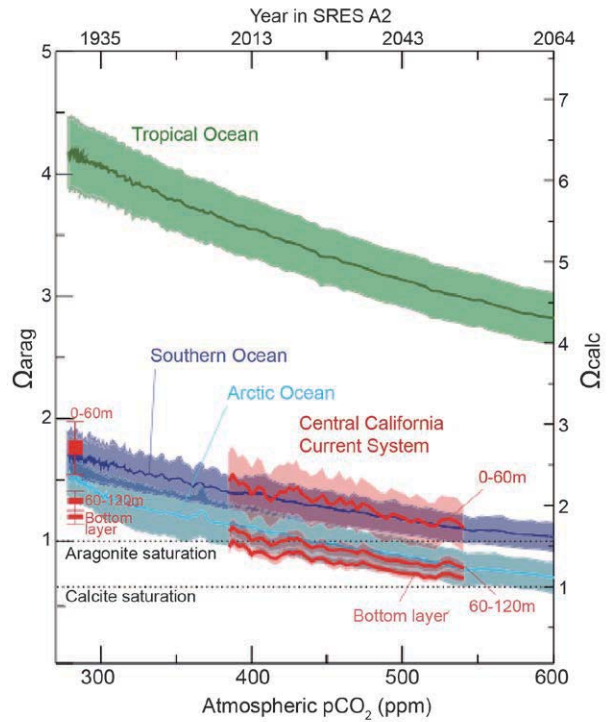 Year in SRES A2
1935 2013 2043 2064
5
4
3
2
1
Ωarag
7
6
5
4
3
2
1
Ωcalc
Tropical Ocean
Southern Ocean
Arctic Ocean
Central California
Current System
0-60m
0-60m
60-120m
Bottom
layer
Aragonite saturation
Calcite saturation
60-120m
Bottom layer
300 400 500 600
Atmospheric pCO₂ (ppm)